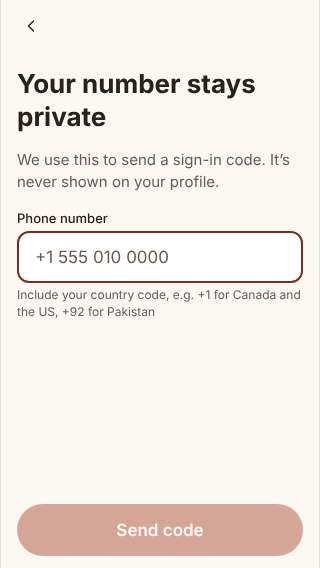 Your number stays
private
We use this to send a sign-in code. It’s
never shown on your profile.
Phone number
+1 555 010 0000
Include your country code, e.g. +1 for Canada and
the US, +92 for Pakistan
Send code